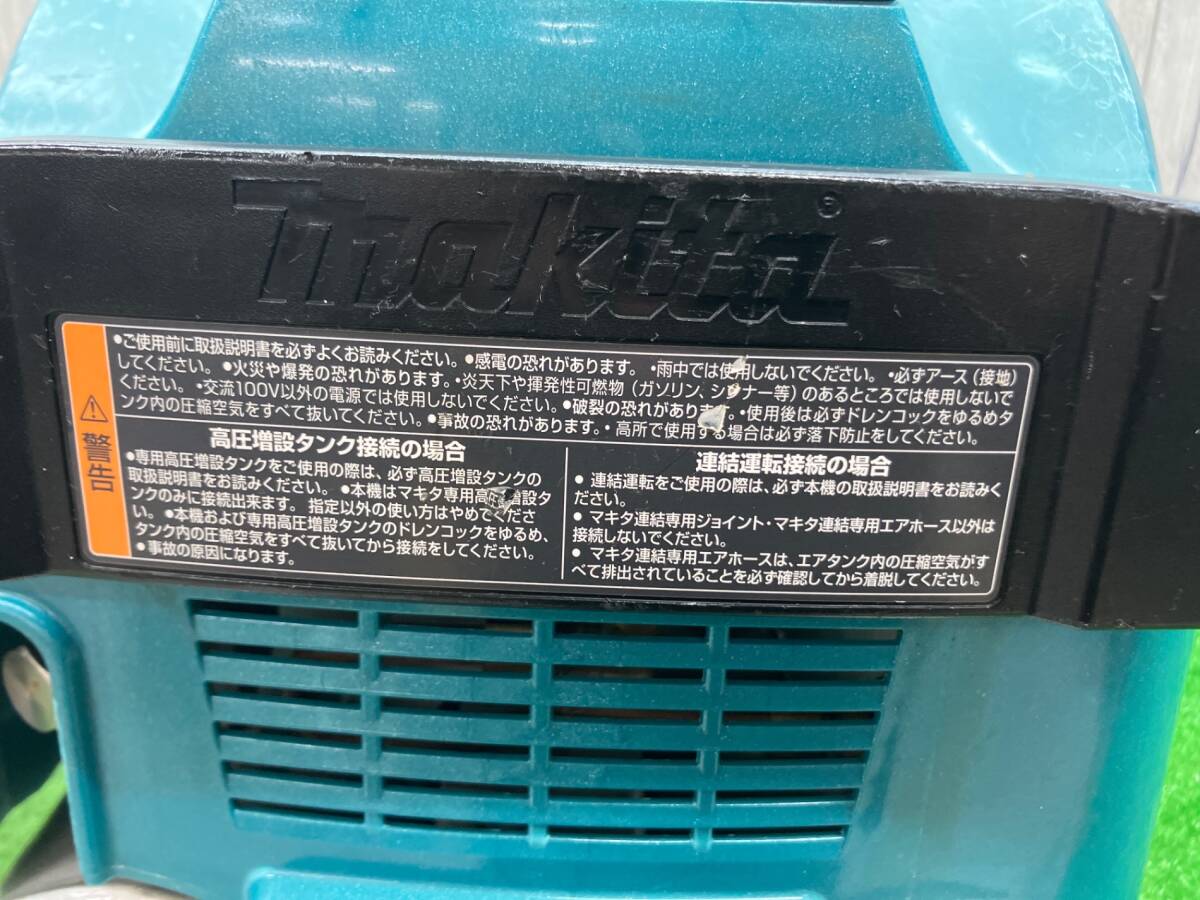 makita®
●ご使用前に取扱説明書を必ずよくお読みください。●感電の恐れがあります。・雨中では使用しないでください。・必ずアース（接地）
してください。●火災や爆発の恐れがあります。・炎天下や揮発性可燃物（ガソリン、シンナー等）のあるところでは使用しないで
ください。・交流100V以外の電源では使用しないでください。●破裂の恐れがあります。・使用後は必ずドレンコックをゆるめタ
ンク内の圧縮空気をすべて抜いてください。●事故の恐れがあります。・高所で使用する場合は必ず落下防止をしてください。
⚠警告
高圧増設タンク接続の場合
●専用高圧増設タンクをご使用の際は、必ず高圧増設タンクの
取扱説明書をお読みください。●本機はマキタ専用高圧増設タ
ンクのみに接続出来ます。指定以外の使い方はやめてくださ
い。●本機および専用高圧増設タンクのドレンコックをゆるめ、
タンク内の圧縮空気をすべて抜いてから接続をしてください。
●事故の原因になります。
連結運転接続の場合
● 連結運転をご使用の際は、必ず本機の取扱説明書をお読みく
ださい。
● マキタ連結専用ジョイント・マキタ連結専用エアホース以外は
接続しないでください。
● マキタ連結専用エアホースは、エアタンク内の圧縮空気がす
べて排出されていることを必ず確認してから着脱してください。